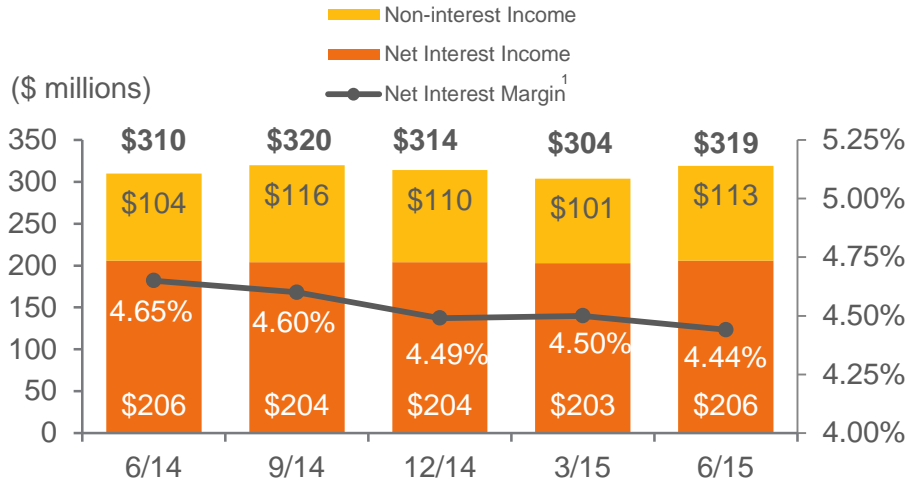 Non-interest Income
Net Interest Income
($ millions)
Net Interest Margin1
350 $310 $320 $314 $304 $319 5.25%
300 $104 $116 $110 $101 $113 5.00%
250
200 4.75%
150 4.65% 4.60% 4.49% 4.50% 4.44% 4.50%
100
50 $206 $204 $204 $203 $206 4.25%
0 4.00%
6/14 9/14 12/14 3/15 6/15